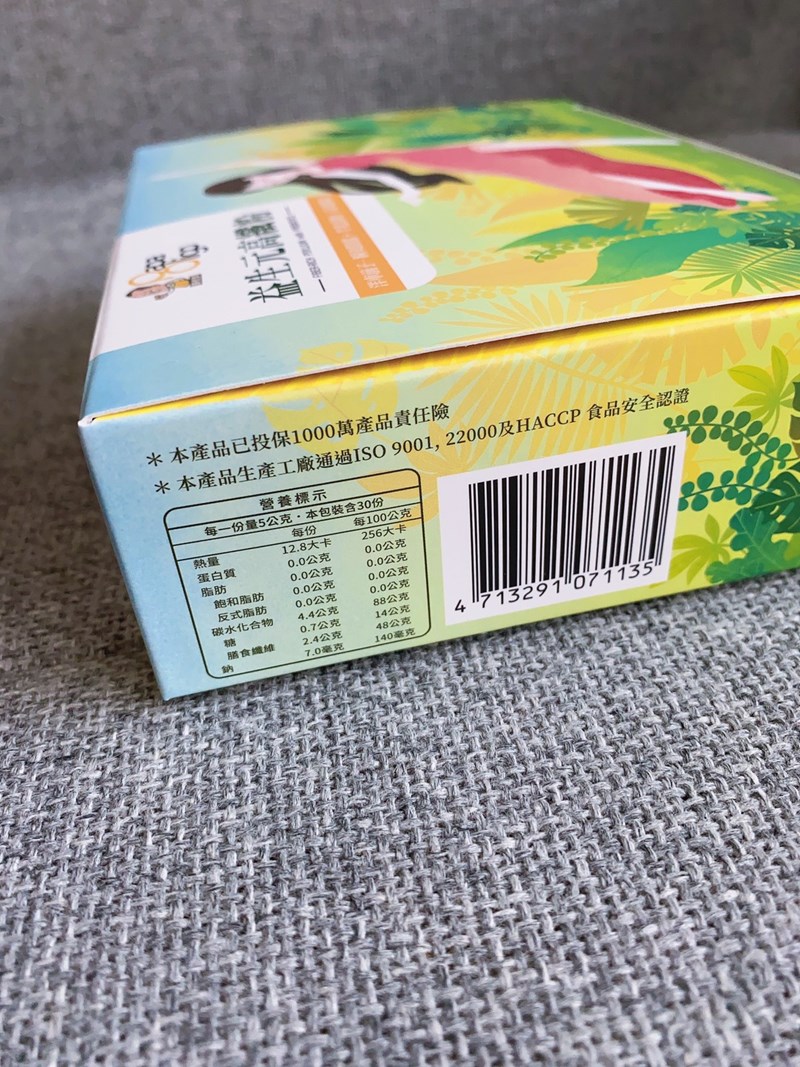 益生元高纖
* 本產品已投保1000萬產品責任險
* 本產品生產工廠通過ISO 9001, 22000及HACCP 食品安全認證
營養標示
每一份量5公克・本包裝含30份
每份 每100公克
熱量 12.8大卡 256大卡
蛋白質 0.0公克 0.0公克
脂肪 0.0公克 0.0公克
飽和脂肪 0.0公克 0.0公克
反式脂肪 0.0公克 0.0公克
碳水化合物 4.4公克 88公克
糖 0.7公克 14公克
膳食纖維 2.4公克 48公克
鈉 7.0毫克 140毫克
4 713291 071135